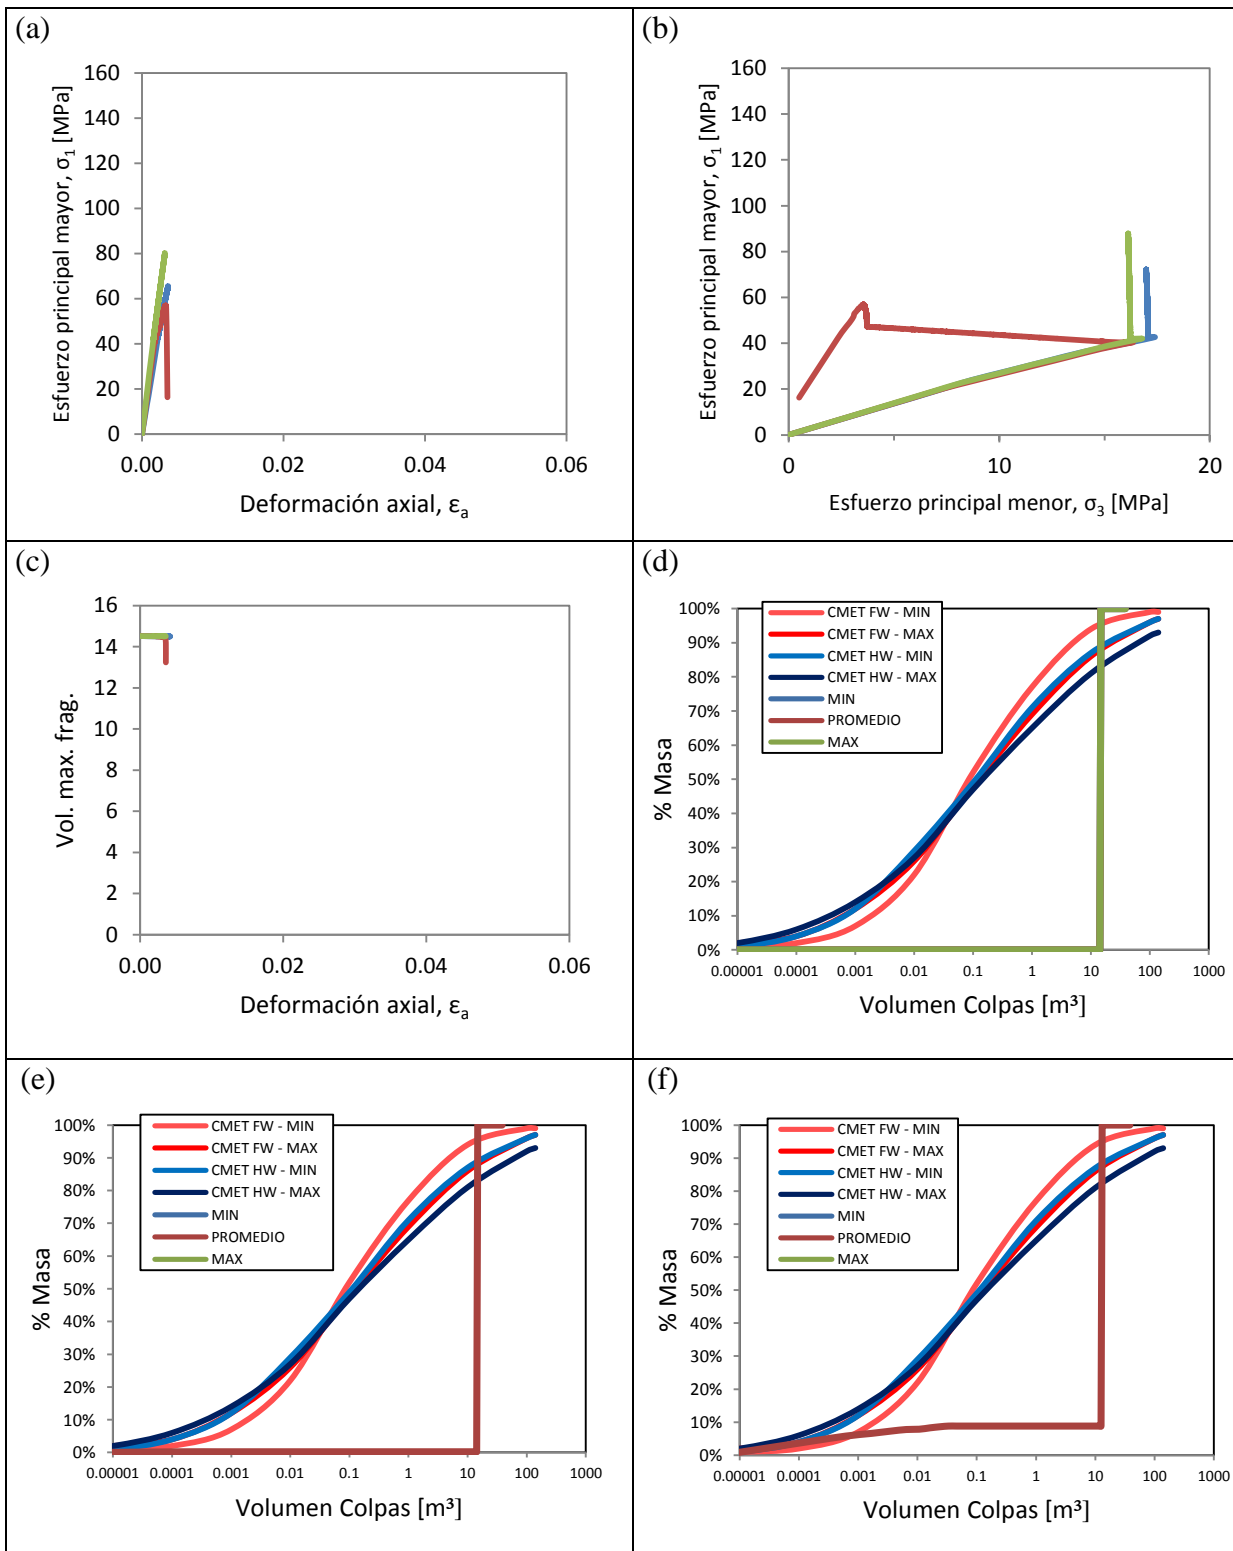 (a)
Esfuerzo principal mayor, σ1 [MPa]
160
140
120
100
80
60
40
20
0
0.00
0.02
0.04
0.06
Deformación axial, εa
(b)
Esfuerzo principal mayor, σ1 [MPa]
160
140
120
100
80
60
40
20
0
0
10
20
Esfuerzo principal menor, σ3 [MPa]
(c)
Vol. max. frag.
16
14
12
10
8
6
4
2
0
0.00
0.02
0.04
0.06
Deformación axial, εa
(d)
% Masa
100%
90%
80%
70%
60%
50%
40%
30%
20%
10%
0%
CMET FW - MIN
CMET FW - MAX
CMET HW - MIN
CMET HW - MAX
MIN
PROMEDIO
MAX
0.00001
0.0001
0.001
0.01
0.1
1
10
100
1000
Volumen Colpas [m³]
(e)
% Masa
100%
90%
80%
70%
60%
50%
40%
30%
20%
10%
0%
CMET FW - MIN
CMET FW - MAX
CMET HW - MIN
CMET HW - MAX
MIN
PROMEDIO
MAX
0.00001
0.0001
0.001
0.01
0.1
1
10
100
1000
Volumen Colpas [m³]
(f)
% Masa
100%
90%
80%
70%
60%
50%
40%
30%
20%
10%
0%
CMET FW - MIN
CMET FW - MAX
CMET HW - MIN
CMET HW - MAX
MIN
PROMEDIO
MAX
0.00001
0.0001
0.001
0.01
0.1
1
10
100
1000
Volumen Colpas [m³]